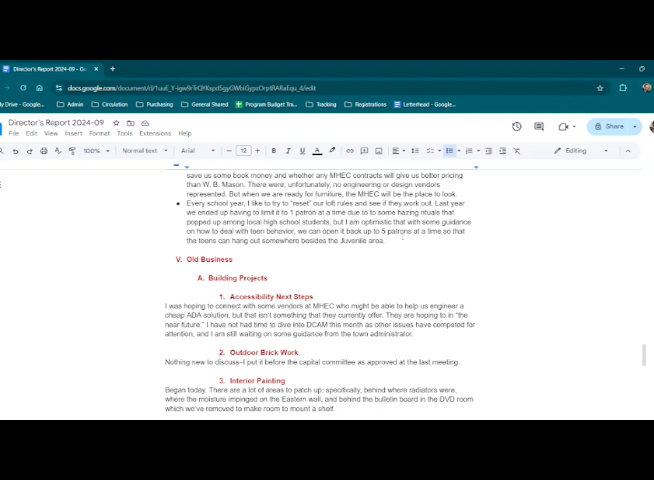 Director's Report 2024-09 - Go
docs.google.com/document/d/
y Drive - Google... Admin Circulation Purchasing General Shared Program Budget Tru... Tracking Registrations Letterhead - Google...
Director's Report 2024-09
File Edit View Insert Format Tools Extensions Help
Share
100% Normal text Arial 12 B I U A Editing
save us some book money and whether any MHEC contracts will give us better pricing
than W. B. Mason. There were, unfortunately, no engineering or design vendors
represented. But when we are ready for furniture, the MHEC will be the place to look.
● Every school year, I like to try to "reset" our loft rules and see if they work out. Last year
we ended up having to limit it to 1 patron at a time due to to some hazing rituals that
popped up among local high school students, but I am optimistic that with some guidance
on how to deal with teen behavior, we can open it back up to 5 patrons at a time so that
the teens can hang out somewhere besides the Juvenile area.
V. Old Business
A. Building Projects
1. Accessibility Next Steps
I was hoping to connect with some vendors at MHEC who might be able to help us engineer a
cheap ADA solution, but that isn't something that they currently offer. They are hoping to in "the
near future." I have not had time to dive into DCAM this month as other issues have competed for
attention, and I am still waiting on some guidance from the town administrator.
2. Outdoor Brick Work
Nothing new to discuss–I put it before the capital committee as approved at the last meeting.
3. Interior Painting
Began today. There are a lot of areas to patch up: specifically, behind where radiators were,
where the moisture impinged on the Eastern wall, and behind the bulletin board in the DVD room
which we've removed to make room to mount a shelf.